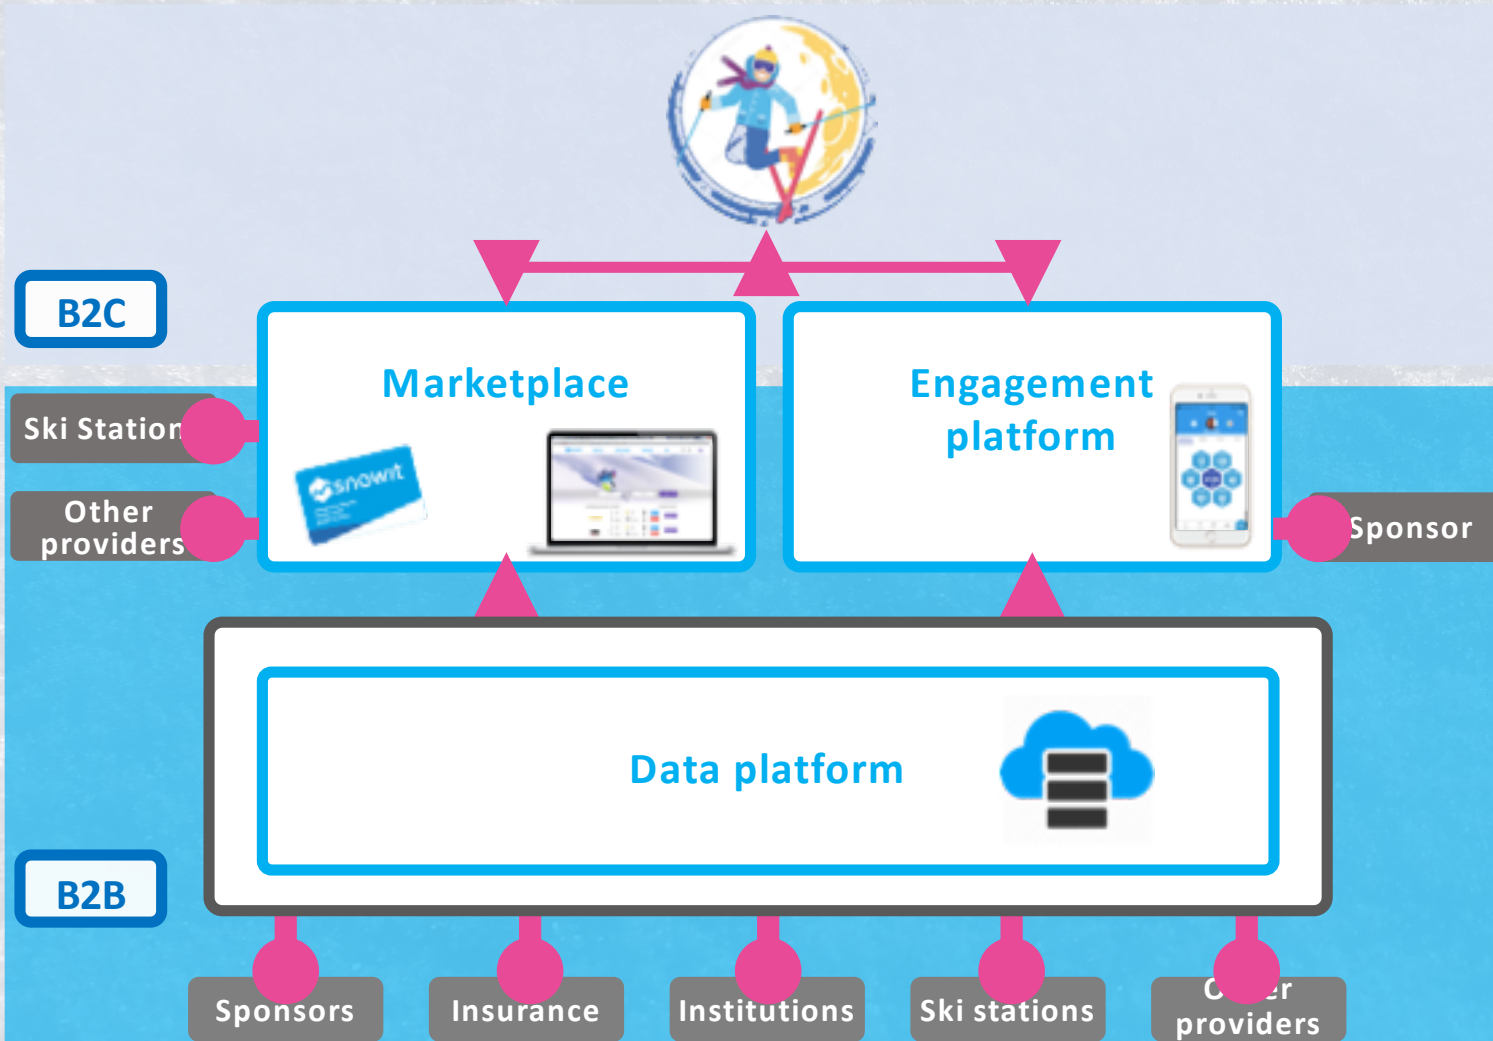 B2C
Marketplace
Engagement
platform
Ski Station
snowit
Other
providers
Sponsor
Data platform
B2B
Sponsors
Insurance
Institutions
Ski stations
Other
providers